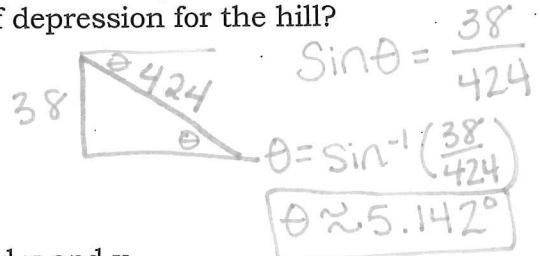 f depression for the hill?
38
θ 424
θ
Sinθ = 38/424
θ = sin⁻¹(38/424)
θ ≈ 5.142°